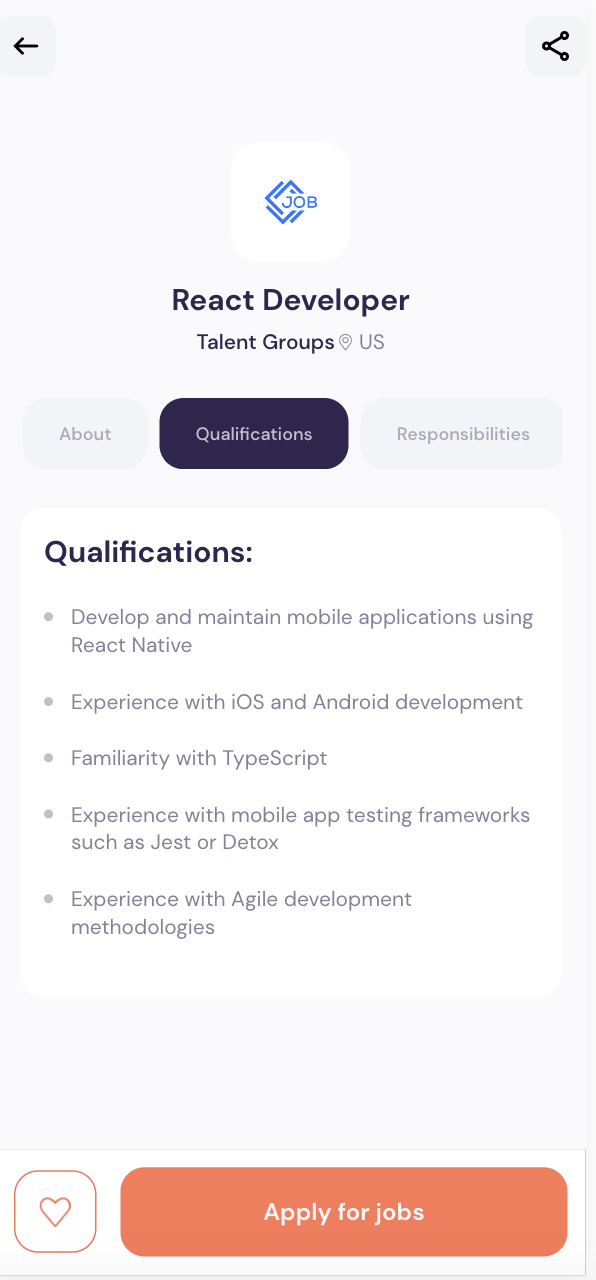 JOB
React Developer
Talent Groups US
About
Qualifications
Responsibilities
Qualifications:
Develop and maintain mobile applications using
React Native
Experience with iOS and Android development
Familiarity with TypeScript
Experience with mobile app testing frameworks
such as Jest or Detox
Experience with Agile development
methodologies
Apply for jobs